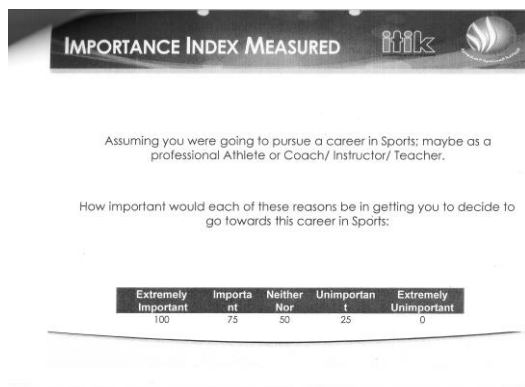 IMPORTANCE INDEX MEASURED
itik
Assuming you were going to pursue a career in Sports; maybe as a
professional Athlete or Coach/ Instructor/ Teacher.
How important would each of these reasons be in getting you to decide to
go towards this career in Sports:
Extremely Importa Neither Unimportan Extremely
Important nt Nor t Unimportant
100 75 50 25 0